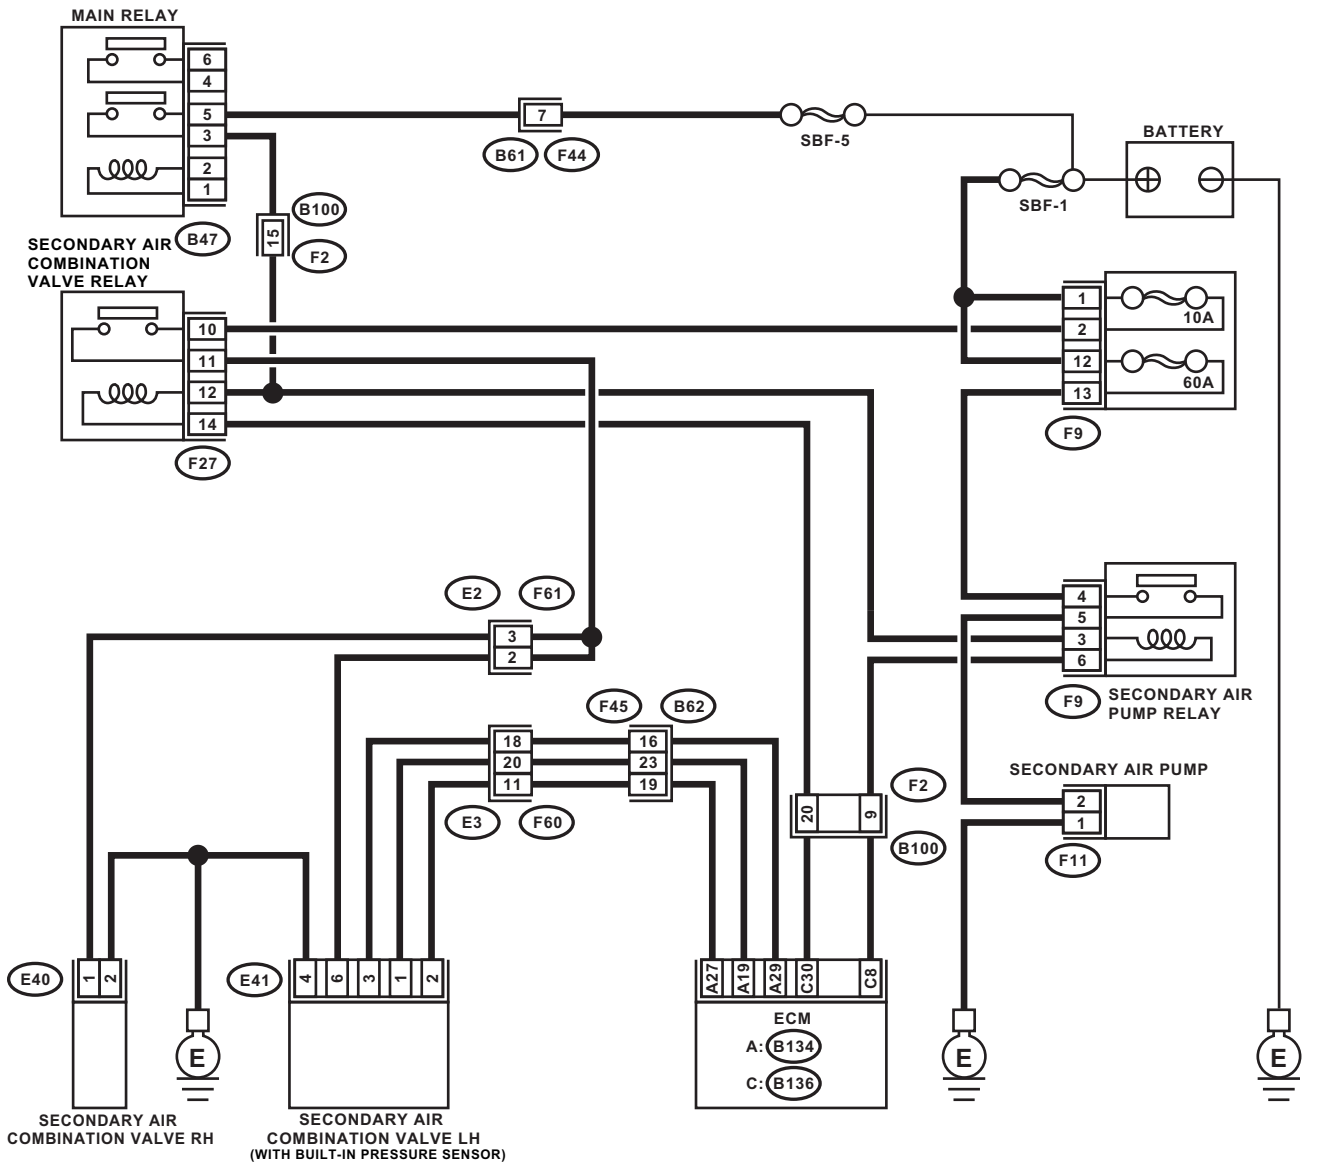 MAIN RELAY
6
4
5
3
2
1
B47
7
B61 F44
SBF-5
BATTERY
SBF-1
15
B100
F2
SECONDARY AIR
COMBINATION
VALVE RELAY
10
11
12
14
F27
1
2
12
13
10A
60A
F9
E2 F61
3
2
4
5
3
6
F9
SECONDARY AIR
PUMP RELAY
F45 B62
18 16
20 23
11 19
E3 F60
20 9
F2
B100
SECONDARY AIR PUMP
2
1
F11
E40
1 2
E41
4 6 3 1 2
A27 A19 A29 C30 C8
ECM
A: B134
C: B136
E
E
E
SECONDARY AIR
COMBINATION VALVE RH
SECONDARY AIR
COMBINATION VALVE LH
(WITH BUILT-IN PRESSURE SENSOR)